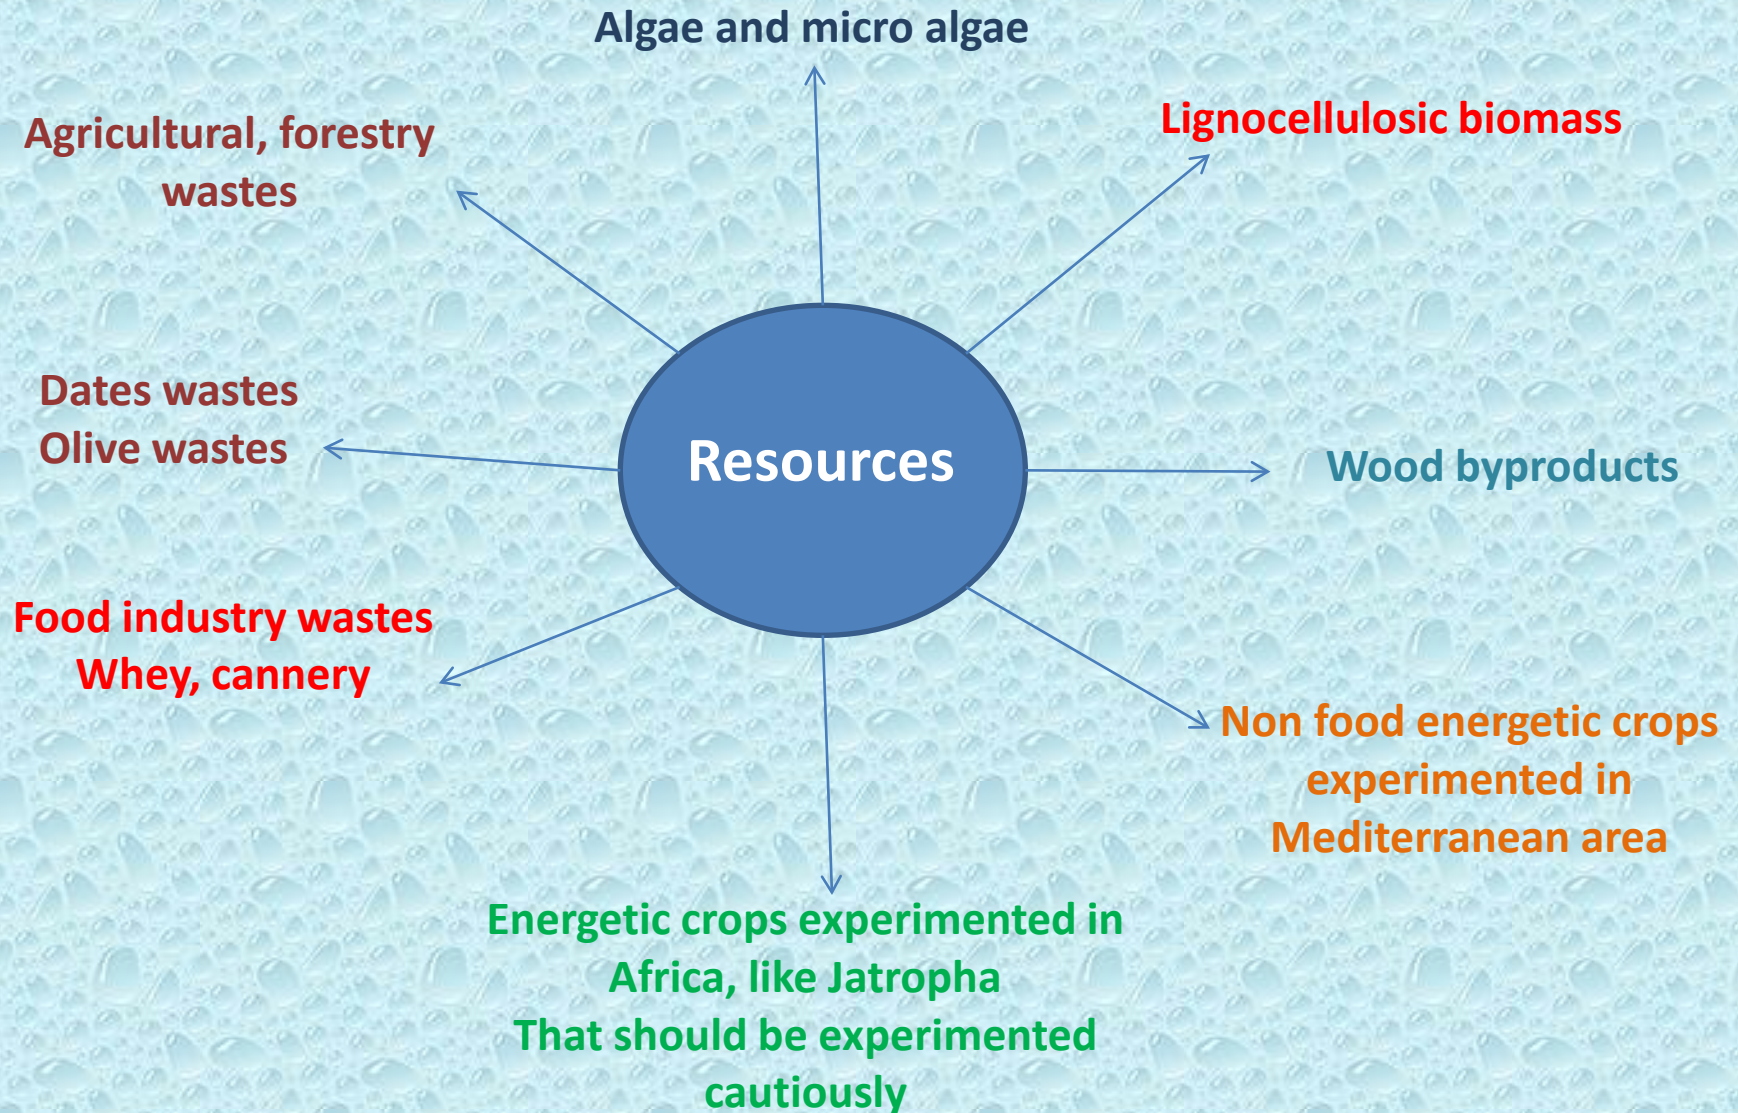 Algae and micro algae
Lignocellulosic biomass
Agricultural, forestry
wastes
Dates wastes
Olive wastes
Resources
Wood byproducts
Food industry wastes
Whey, cannery
Non food energetic crops
experimented in
Mediterranean area
Energetic crops experimented in
Africa, like Jatropha
That should be experimented
cautiously